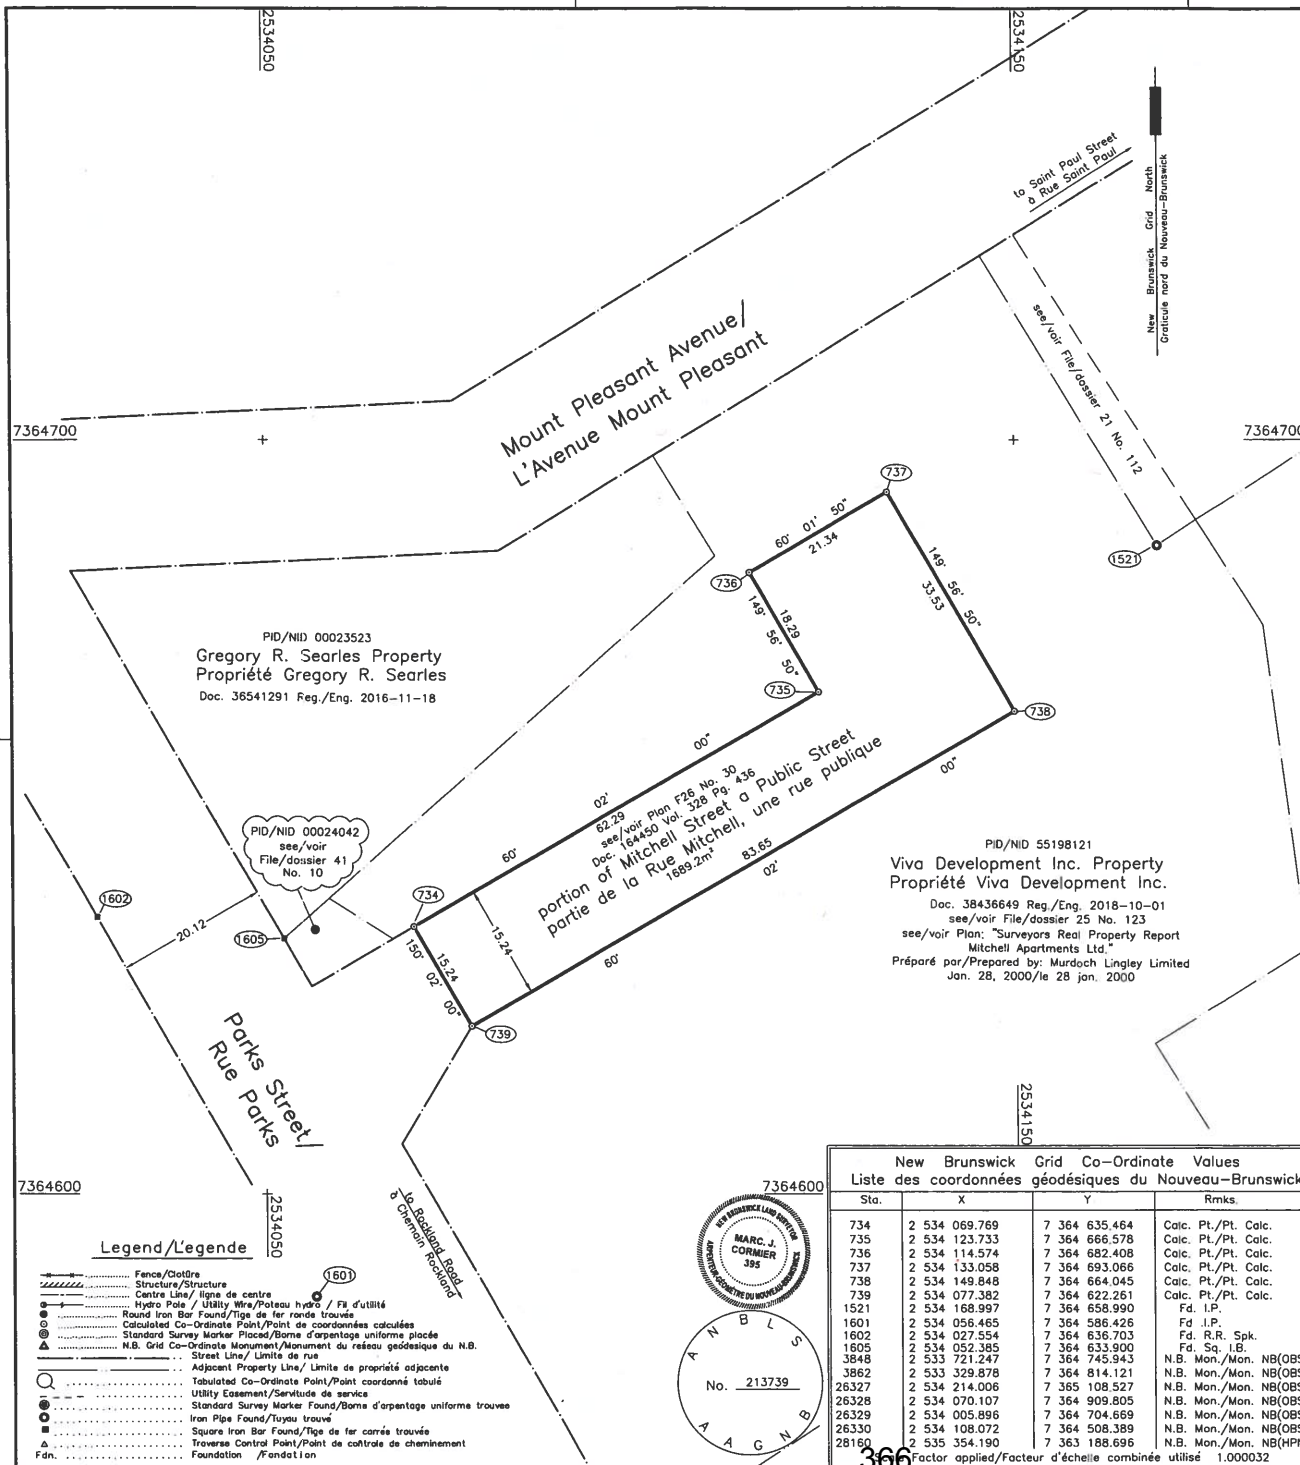 2534050
2534150
New Brunswick Grid North
Graticule nord du Nouveau-Brunswick
to Saint Paul Street
à Rue Saint Paul
Mount Pleasant Avenue/
L'Avenue Mount Pleasant
see/voir File/dossier 21 No. 112
7364700
7364700
737
60° 01' 50"
21.34
736
149° 56' 50"
18.29
149° 56' 50"
33.53
1521
735
738
PID/NID 00023523
Gregory R. Searles Property
Propriété Gregory R. Searles
Doc. 36541291 Reg./Eng. 2016-11-18
60° 02' 00"
62.29
see/voir Plan F26 No. 30
Doc. 164450 Vol. 328 Pg. 436
portion of Mitchell Street a Public Street
partie de la Rue Mitchell, une rue publique
1689.2m²
83.65
60° 02' 00"
PID/NID 00024042
see/voir
File/dossier 41
No. 10
1602
20.12
1605
734
15.24
150° 02' 00"
15.24
739
PID/NID 55198121
Viva Development Inc. Property
Propriété Viva Development Inc.
Doc. 38436649 Reg./Eng. 2018-10-01
see/voir File/dossier 25 No. 123
see/voir Plan: "Surveyors Real Property Report
Mitchell Apartments Ltd."
Préparé par/Prepared by: Murdoch Lingley Limited
Jan. 28, 2000/le 28 jan. 2000
Parks Street/
Rue Parks
to Rockland Road
à Chemain Rockland
7364600
2534050
7364600
2534150
1601
Legend/L'egende
Fence/Clotûre
Structure/Structure
Centre Line/ ligne de centre
Hydro Pole / Utility Wire/Poteau hydro / Fil d'utilité
Round Iron Bar Found/Tige de fer ronde trouvée
Calculated Co-Ordinate Point/Point de coordonnées calculées
Standard Survey Marker Placed/Borne d'arpentage uniforme placée
N.B. Grid Co-Ordinate Monument/Monument du reseau geodesique du N.B.
Street Line/ Limite de rue
Adjacent Property Line/ Limite de propriété adjacente
Tabulated Co-Ordinate Point/Point coordonné tabulé
Utility Easement/Servitude de service
Standard Survey Marker Found/Borne d'arpentage uniforme trouvee
Iron Pipe Found/Tuyau trouvé
Square Iron Bar Found/Tige de fer carrée trouvée
Traverse Control Point/Point de contrôle de cheminement
Fdn. Foundation /Fondation
NEW BRUNSWICK LAND SURVEYOR
MARC. J.
CORMIER
395
ARPENTEUR-GÉOMÈTRE DU NOUVEAU-BRUNSWICK
A N B L S
No. 213739
A A G N B
New Brunswick Grid Co-Ordinate Values
Liste des coordonnées géodésiques du Nouveau-Brunswick
Sta. X Y Rmks.
734 2 534 069.769 7 364 635.464 Calc. Pt./Pt. Calc.
735 2 534 123.733 7 364 666.578 Calc. Pt./Pt. Calc.
736 2 534 114.574 7 364 682.408 Calc. Pt./Pt. Calc.
737 2 534 133.058 7 364 693.066 Calc. Pt./Pt. Calc.
738 2 534 149.848 7 364 664.045 Calc. Pt./Pt. Calc.
739 2 534 077.382 7 364 622.261 Calc. Pt./Pt. Calc.
1521 2 534 168.997 7 364 658.990 Fd. I.P.
1601 2 534 056.465 7 364 586.426 Fd .I.P.
1602 2 534 027.554 7 364 636.703 Fd. R.R. Spk.
1605 2 534 052.385 7 364 633.900 Fd. Sq. I.B.
3848 2 533 721.247 7 364 745.943 N.B. Mon./Mon. NB(OBS
3862 2 533 329.878 7 364 814.121 N.B. Mon./Mon. NB(OBS
26327 2 534 214.006 7 365 108.527 N.B. Mon./Mon. NB(OBS
26328 2 534 070.107 7 364 909.805 N.B. Mon./Mon. NB(OBS
26329 2 534 005.896 7 364 704.669 N.B. Mon./Mon. NB(OBS
26330 2 534 108.072 7 364 508.389 N.B. Mon./Mon. NB(OBS
28160 2 535 354.190 7 363 188.696 N.B. Mon./Mon. NB(HPN
Factor applied/Facteur d'échelle combinée utilisé 1.000032
366